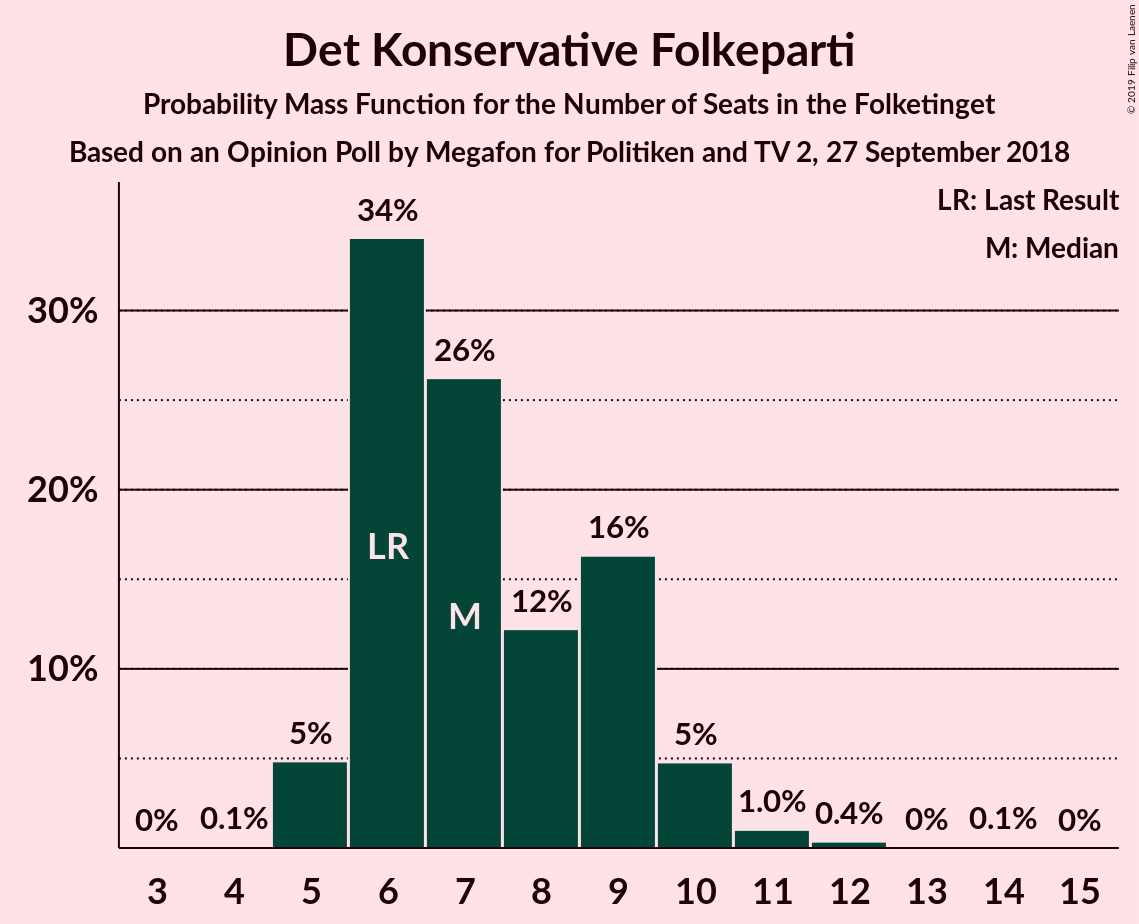 Det Konservative Folkeparti
Probability Mass Function for the Number of Seats in the Folketinget
Based on an Opinion Poll by Megafon for Politiken and TV 2, 27 September 2018
© 2019 Filip van Laenen
LR: Last Result
M: Median
34%
30%
26%
20%
16%
LR
12%
M
10%
5%
5%
1.0%
0.4%
0%
0.1%
0%
0.1%
0%
3 4 5 6 7 8 9 10 11 12 13 14 15